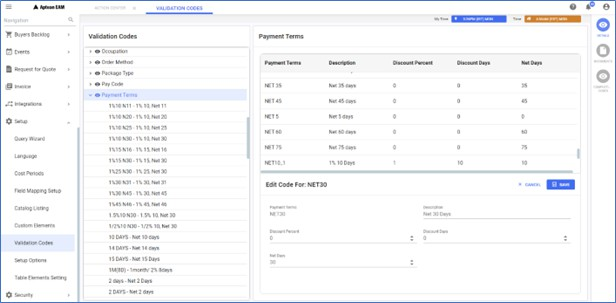 Aptean EAM
ACTION CENTER
VALIDATION CODES
Navigation
Buyers Backlog
Events
Request for Quote
Invoice
Integrations
Setup
Query Wizard
Language
Cost Periods
Field Mapping Setup
Catalog Listing
Custom Elements
Validation Codes
Setup Options
Table Elements Setting
Security
Validation Codes
Occupation
Order Method
Package Type
Pay Code
Payment Terms
1%10 N11 - 1% 10, Net 11
1%10 N20 - 1% 10, Net 20
1%10 N25 - 1% 10, Net 25
1%10 N30 - 1% 10, Net 30
1%15 N16 - 1% 15, Net 16
1%15 N30 - 1% 15, Net 30
1%25 N30 - 1% 25, Net 30
1%30 N31 - 1% 30, Net 31
1%30 N45 - 1% 30, Net 45
1%45 N46 - 1% 45, Net 46
1.5%10 N30 - 1.5% 10, Net 30
1/2%10 N30 - 1/2% 10, Net 30
10 DAYS - Net 10 days
14 DAYS - Net 14 days
15 DAYS - Net 15 Days
1M(8D) - 1month/ 2% 8days
2 days - Net 2 Days
2 DAYS - Net 2 days
My Time
Time
Payment Terms
Payment Terms Description Discount Percent Discount Days Net Days
NET 35 Net 35 days 0 0 35
NET 45 Net 45 days 0 0 45
NET 5 Net 5 days 0 0 5
NET 60 Net 60 days 0 0 60
NET 75 Net 75 days 0 0 75
NET10_1 1% 10 Days 1 10 10
Edit Code For: NET30
CANCEL
SAVE
Payment Terms
NET30
Description
Net 30 Days
Discount Percent
0
Discount Days
0
Net Days
30
DETAILS